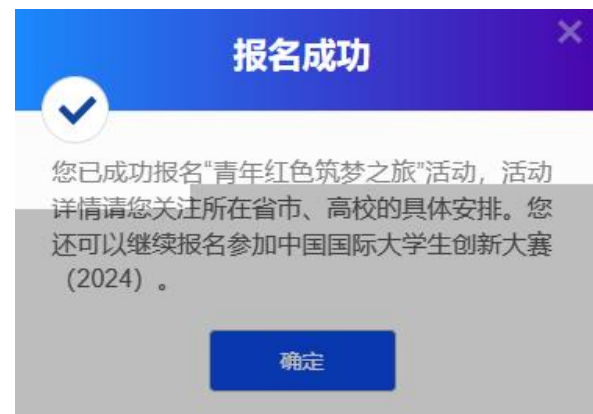 报名成功
您已成功报名“青年红色筑梦之旅”活动，活动
详情请您关注所在省市、高校的具体安排。您
还可以继续报名参加中国国际大学生创新大赛
（2024）。
确定